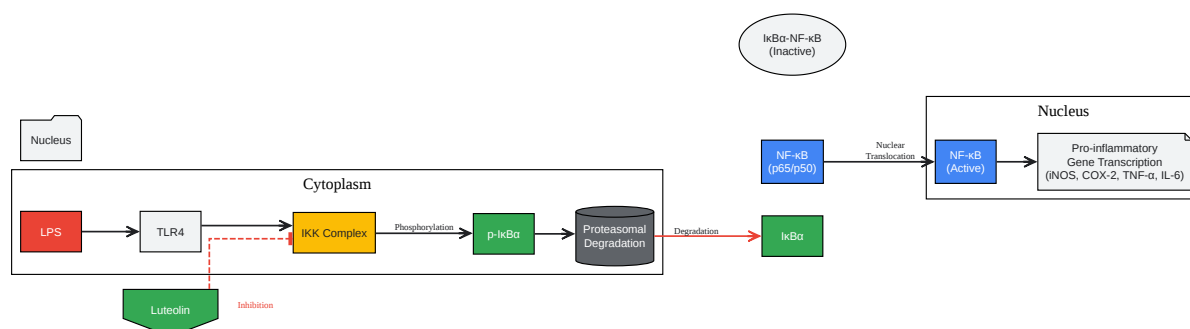 IκBα-NF-κB
(Inactive)
Nucleus
Nucleus
NF-κB
(p65/p50)
Nuclear
Translocation
NF-κB
(Active)
Pro-inflammatory
Gene Transcription
(iNOS, COX-2, TNF-α, IL-6)
Cytoplasm
LPS
TLR4
IKK Complex
Phosphorylation
p-IκBα
Proteasomal
Degradation
Degradation
IκBα
Luteolin
Inhibition